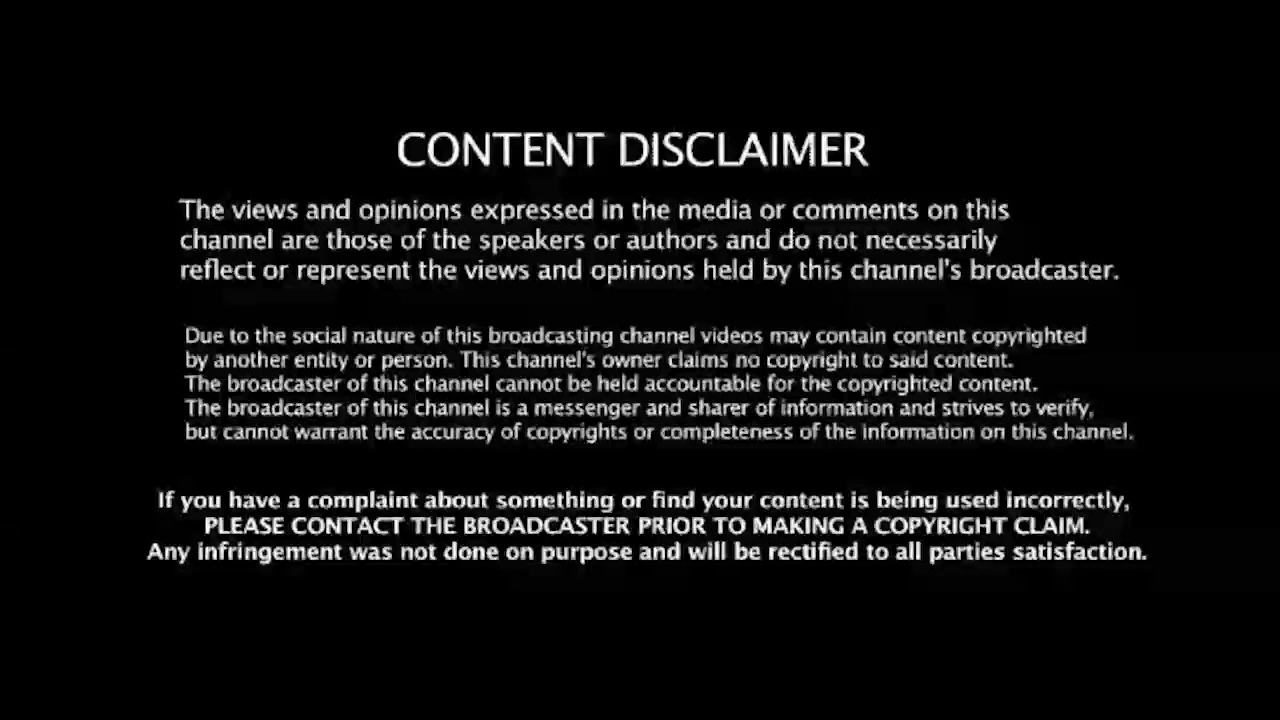 CONTENT DISCLAIMER
The views and opinions expressed in the media or comments on this
channel are those of the speakers or authors and do not necessarily
reflect or represent the views and opinions held by this channel's broadcaster.
Due to the social nature of this broadcasting channel videos may contain content copyrighted
by another entity or person. This channel's owner claims no copyright to said content.
The broadcaster of this channel cannot be held accountable for the copyrighted content.
The broadcaster of this channel is a messenger and sharer of information and strives to verify,
but cannot warrant the accuracy of copyrights or completeness of the information on this channel.
If you have a complaint about something or find your content is being used incorrectly,
PLEASE CONTACT THE BROADCASTER PRIOR TO MAKING A COPYRIGHT CLAIM.
Any infringement was not done on purpose and will be rectified to all parties satisfaction.